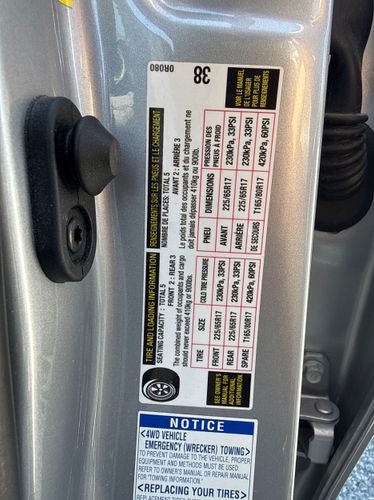 TIRE AND LOADING INFORMATION
SEATING CAPACITY : TOTAL 5
FRONT 2 : REAR 3
The combined weight of occupants and cargo
should never exceed 410kg or 900lb.
TIRE SIZE COLD TIRE PRESSURE
FRONT 225/65R17 230kPa, 33PSI
REAR 225/65R17 230kPa, 33PSI
SPARE T165/80R17 420kPa, 60PSI
SEE OWNER'S
MANUAL FOR
ADDITIONAL
INFORMATION
RENSEIGNEMENTS SUR LES PNEUS ET LE CHARGEMENT
NOMBRE DE PLACES: TOTAL 5
AVANT 2 : ARRIÈRE 3
Le poids total des occupants et du chargement ne
doit jamais dépasser 410kg ou 900lb.
PNEU DIMENSIONS PRESSION DES
PNEUS À FROID
AVANT 225/65R17 230kPa, 33PSI
ARRIÈRE 225/65R17 230kPa, 33PSI
DE SECOURS T165/80R17 420kPa, 60PSI
VOIR LE MANUEL
DE L'USAGER
POUR PLUS DE
RENSEIGNEMENTS
0R080
38
NOTICE
<4WD VEHICLE
EMERGENCY (WRECKER) TOWING>
TO PREVENT DAMAGE TO THE VEHICLE, PROPER
EQUIPMENT AND METHODS MUST BE USED.
REFER TO OWNER'S MANUAL OR REPAIR MANUAL
FOR "TOWING INFORMATION."
<REPLACING YOUR TIRES>